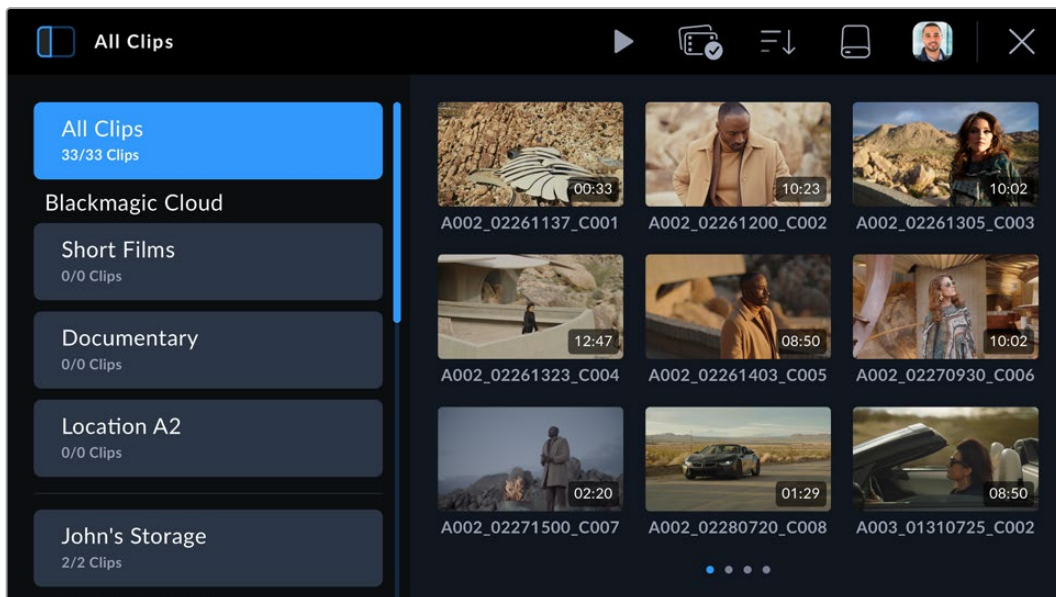 All Clips
All Clips
33/33 Clips
Blackmagic Cloud
Short Films
0/0 Clips
Documentary
0/0 Clips
Location A2
0/0 Clips
John's Storage
2/2 Clips
00:33
10:23
10:02
A002_02261137_C001
A002_02261200_C002
A002_02261305_C003
12:47
08:50
10:02
A002_02261323_C004
A002_02261403_C005
A002_02270930_C006
02:20
01:29
08:50
A002_02271500_C007
A002_02280720_C008
A003_01310725_C002